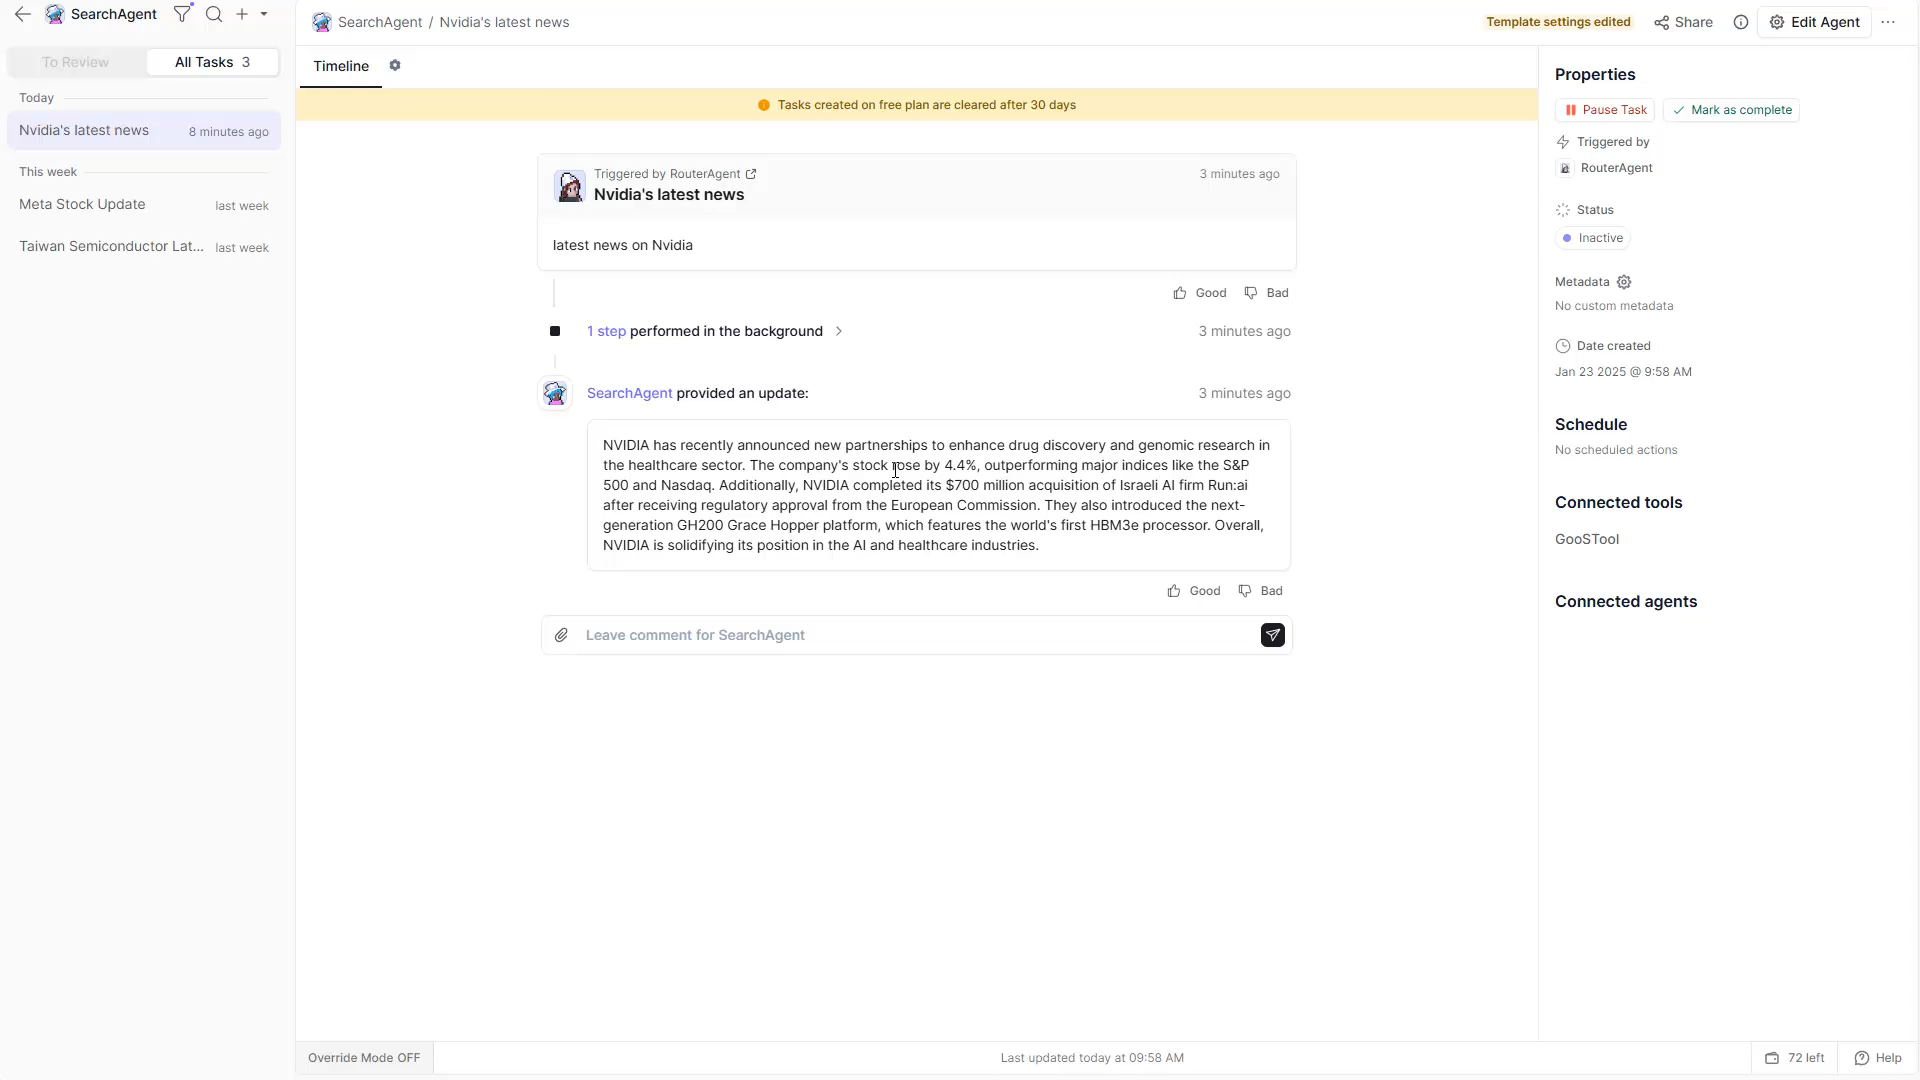 SearchAgent
To Review
All Tasks 3
Today
Nvidia's latest news 8 minutes ago
This week
Meta Stock Update last week
Taiwan Semiconductor Lat... last week
SearchAgent / Nvidia's latest news
Template settings edited
Share
Edit Agent
Timeline
Tasks created on free plan are cleared after 30 days
Triggered by RouterAgent 3 minutes ago
Nvidia's latest news
latest news on Nvidia
Good Bad
1 step performed in the background 3 minutes ago
SearchAgent provided an update: 3 minutes ago
NVIDIA has recently announced new partnerships to enhance drug discovery and genomic research in
the healthcare sector. The company's stock rose by 4.4%, outperforming major indices like the S&P
500 and Nasdaq. Additionally, NVIDIA completed its $700 million acquisition of Israeli AI firm Run:ai
after receiving regulatory approval from the European Commission. They also introduced the next-
generation GH200 Grace Hopper platform, which features the world's first HBM3e processor. Overall,
NVIDIA is solidifying its position in the AI and healthcare industries.
Good Bad
Leave comment for SearchAgent
Properties
Pause Task
Mark as complete
Triggered by
RouterAgent
Status
Inactive
Metadata
No custom metadata
Date created
Jan 23 2025 @ 9:58 AM
Schedule
No scheduled actions
Connected tools
GooSTool
Connected agents
Override Mode OFF
Last updated today at 09:58 AM
72 left
Help